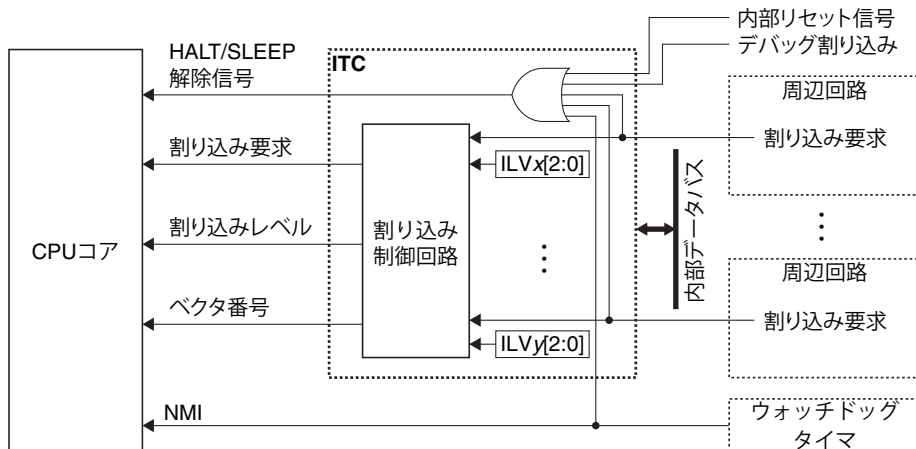 内部リセット信号
デバッグ割り込み
HALT/SLEEP
解除信号
ITC
周辺回路
割り込み要求
割り込み要求
ILVx[2:0]
内部データバス
CPUコア
割り込みレベル
割り込み
制御回路
周辺回路
ベクタ番号
割り込み要求
ILVy[2:0]
NMI
ウォッチドッグ
タイマ